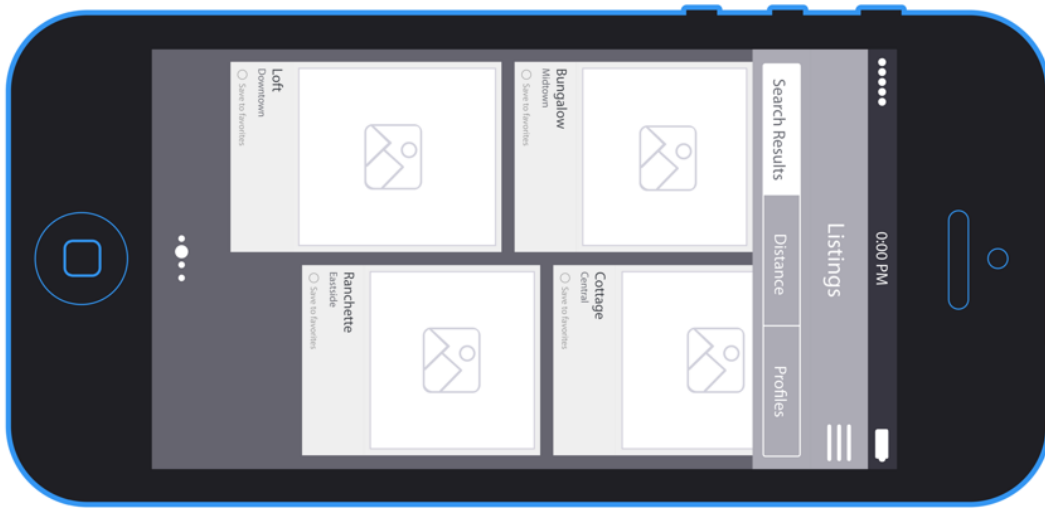 0:00 PM
Listings
Search Results
Distance
Profiles
Bungalow
Midtown
Save to favorites
Cottage
Central
Save to favorites
Loft
Downtown
Save to favorites
Ranchette
Eastside
Save to favorites